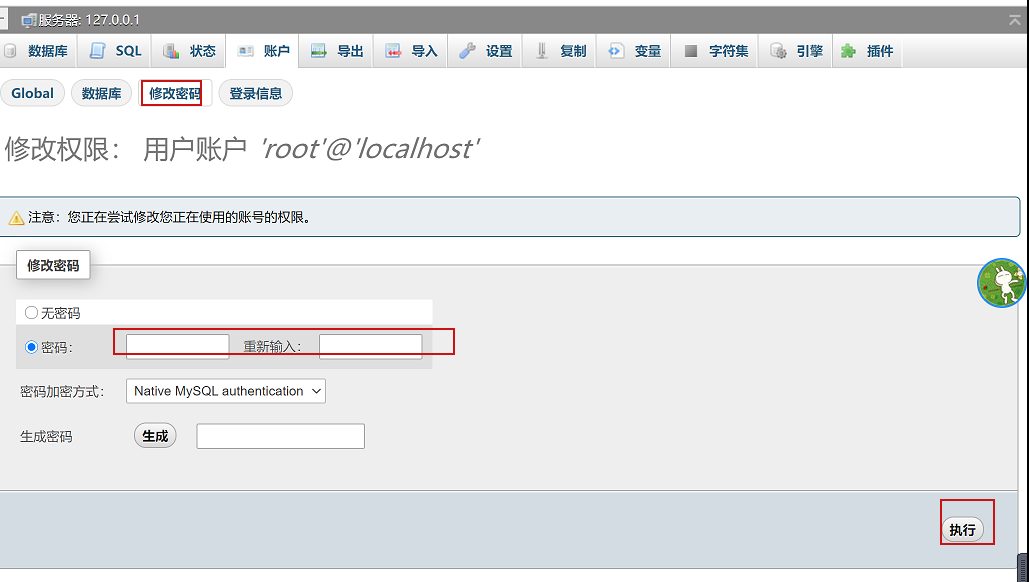 服务器: 127.0.0.1
数据库 SQL 状态 账户 导出 导入 设置 复制 变量 字符集 引擎 插件
Global 数据库 修改密码 登录信息
修改权限： 用户账户 'root'@'localhost'
注意：您正在尝试修改您正在使用的账号的权限。
修改密码
无密码
密码： 重新输入：
密码加密方式： Native MySQL authentication
生成密码 生成
执行